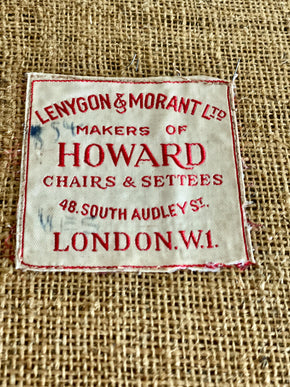 LENYGON & MORANT LTD
MAKERS OF
HOWARD
CHAIRS & SETTEES
48. SOUTH AUDLEY ST.
LONDON.W.1.